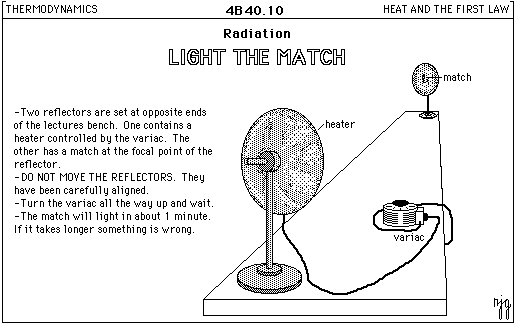 THERMODYNAMICS 4B40.10 HEAT AND THE FIRST LAW
Radiation
LIGHT THE MATCH
match
-Two reflectors are set at opposite ends
of the lectures bench. One contains a
heater controlled by the variac. The
other has a match at the focal point of the
reflector.
-DO NOT MOVE THE REFLECTORS. They
have been carefully aligned.
-Turn the variac all the way up and wait.
-The match will light in about 1 minute.
If it takes longer something is wrong.
heater
variac
njg